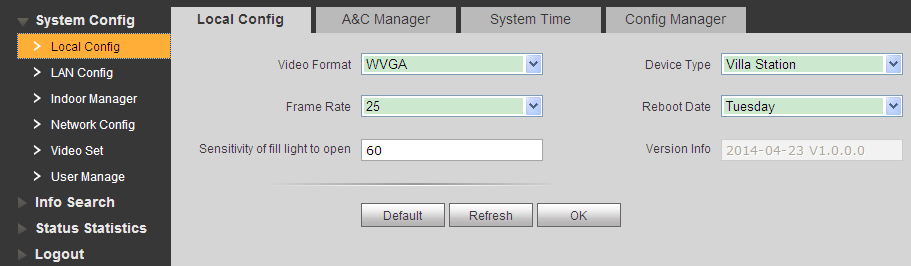 System Config
Local Config
LAN Config
Indoor Manager
Network Config
Video Set
User Manage
Info Search
Status Statistics
Logout
Local Config A&C Manager System Time Config Manager
Video Format WVGA Device Type Villa Station
Frame Rate 25 Reboot Date Tuesday
Sensitivity of fill light to open 60 Version Info 2014-04-23 V1.0.0.0
Default Refresh OK